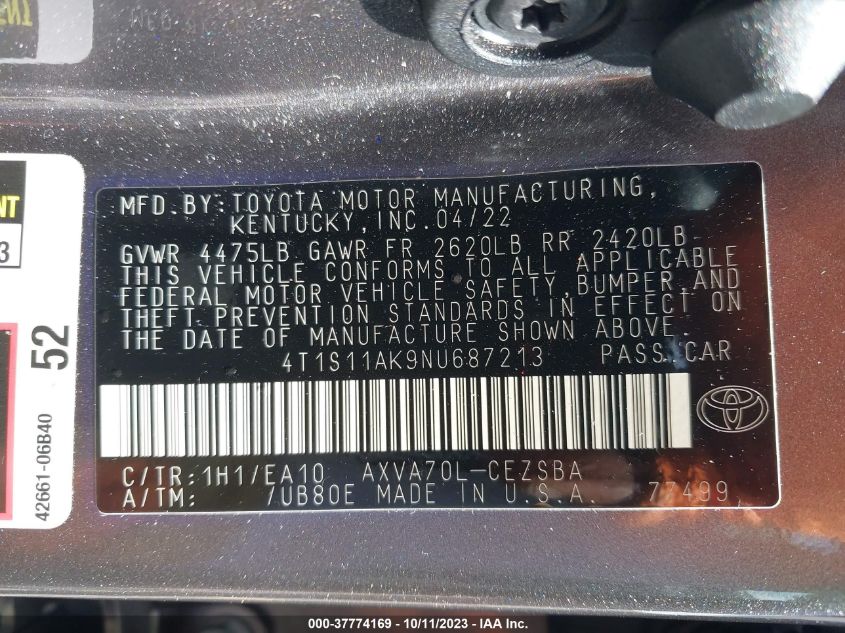 NT
3
52
42661-06B40
MFD.BY:TOYOTA MOTOR MANUFACTURING,
KENTUCKY,INC.04/22
GVWR 4475LB GAWR FR 2620LB RR 2420LB
THIS VEHICLE CONFORMS TO ALL APPLICABLE
FEDERAL MOTOR VEHICLE SAFETY,BUMPER,AND
THEFT PREVENTION STANDARDS IN EFFECT ON
THE DATE OF MANUFACTURE SHOWN ABOVE.
4T1S11AK9NU687213 PASS.CAR
C/TR:1H1/EA10 AXVA70L-CEZSBA
A/TM: /UB80E MADE IN U.S.A. 77499
000-37774169 - 10/11/2023 - IAA Inc.